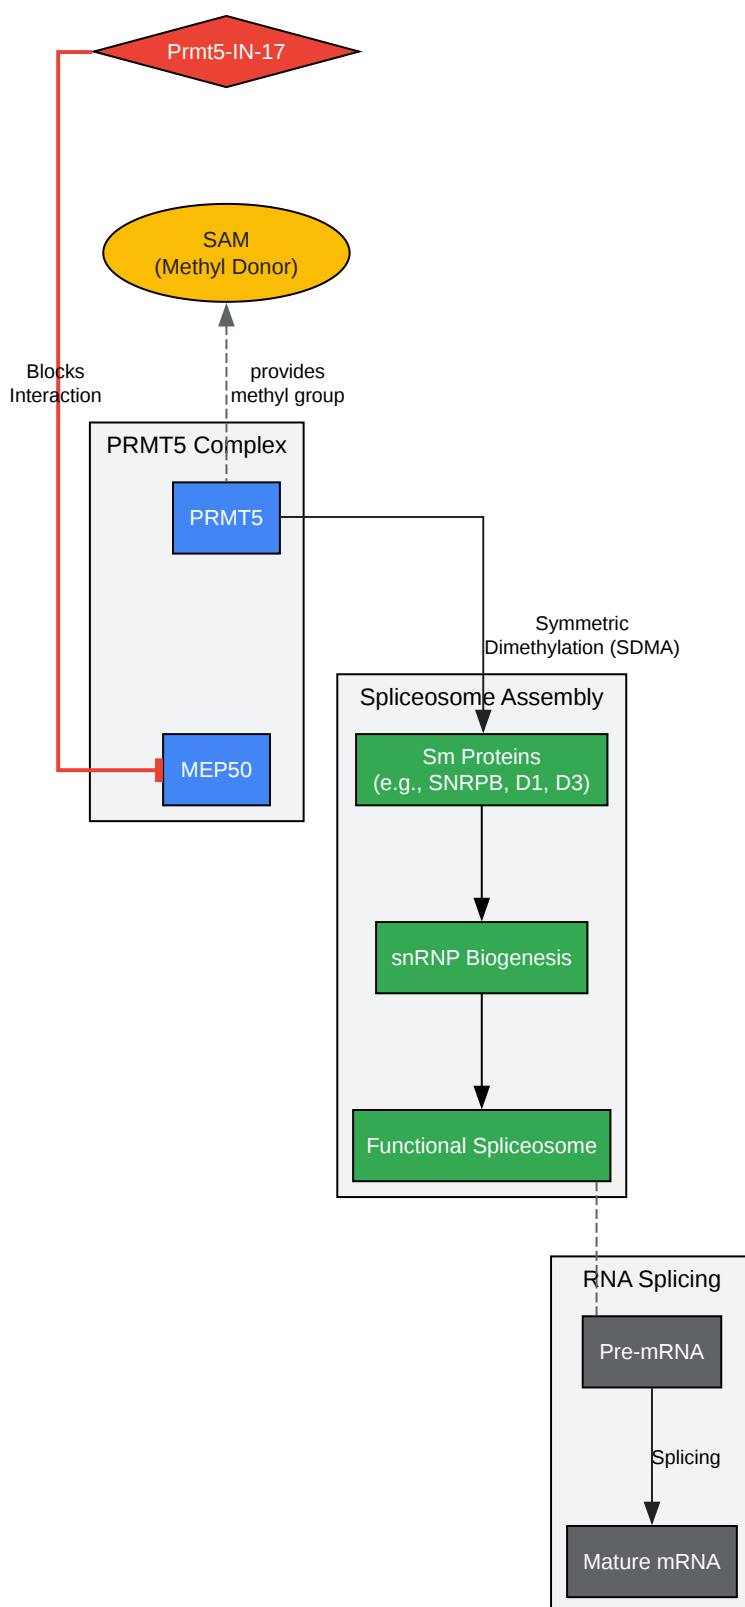 Prmt5-IN-17
SAM
(Methyl Donor)
Blocks
Interaction
provides
methyl group
PRMT5 Complex
PRMT5
Symmetric
Dimethylation (SDMA)
Spliceosome Assembly
MEP50
Sm Proteins
(e.g., SNRPB, D1, D3)
snRNP Biogenesis
Functional Spliceosome
RNA Splicing
Pre-mRNA
Splicing
Mature mRNA